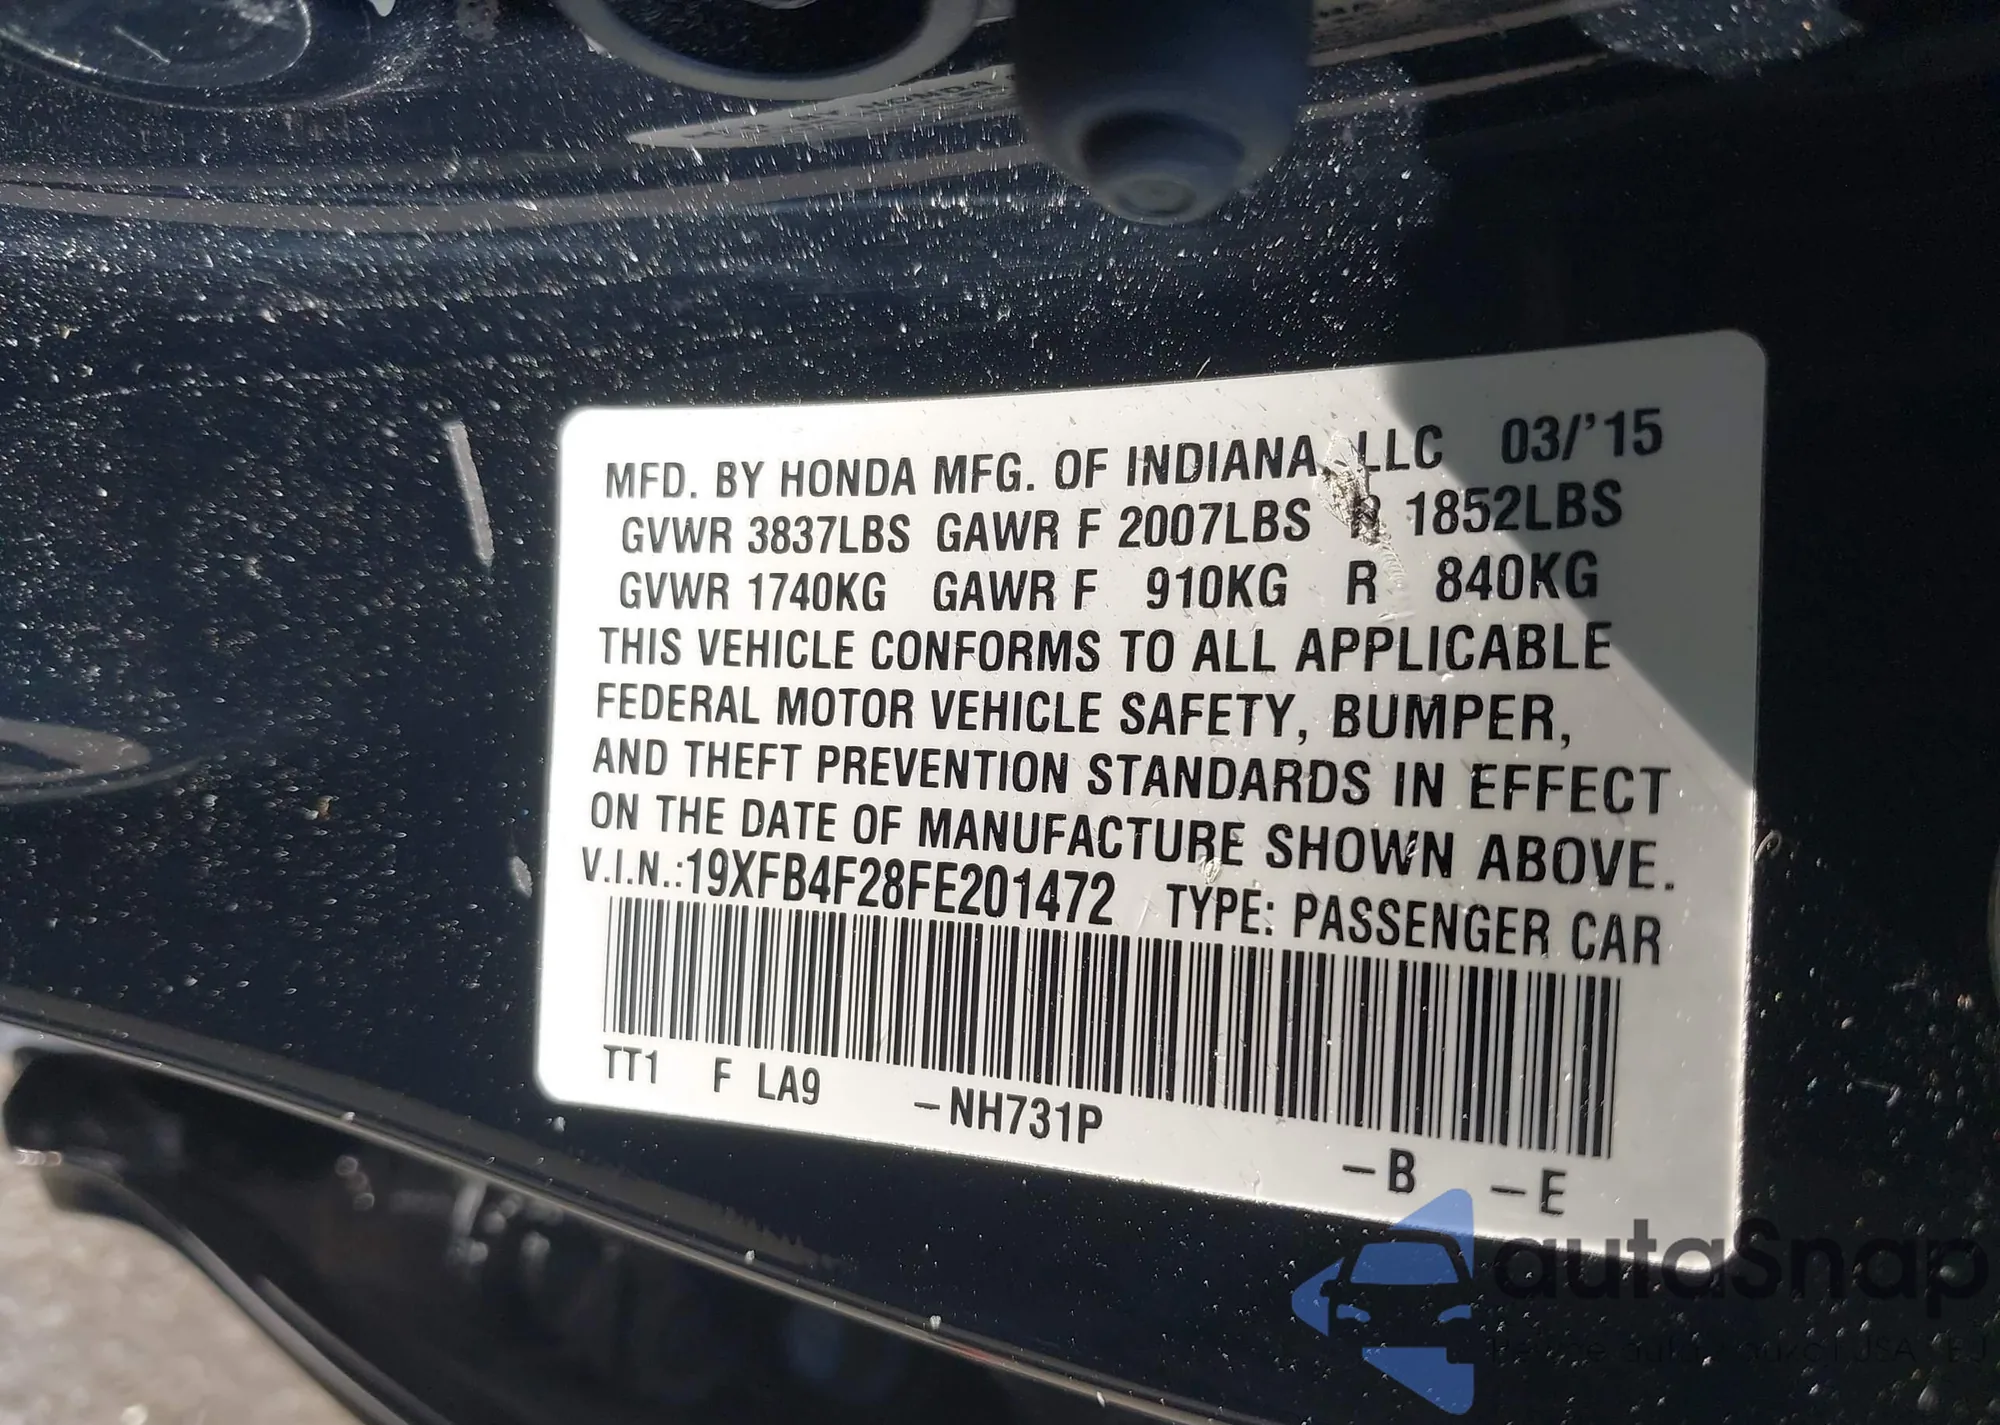 MFD. BY HONDA MFG. OF INDIANA, LLC 03/'15
GVWR 3837LBS GAWR F 2007LBS R 1852LBS
GVWR 1740KG GAWR F 910KG R 840KG
THIS VEHICLE CONFORMS TO ALL APPLICABLE
FEDERAL MOTOR VEHICLE SAFETY, BUMPER,
AND THEFT PREVENTION STANDARDS IN EFFECT
ON THE DATE OF MANUFACTURE SHOWN ABOVE.
V.I.N.:19XFB4F28FE201472 TYPE: PASSENGER CAR
TT1 F LA9 -NH731P -B -E
autaSnap